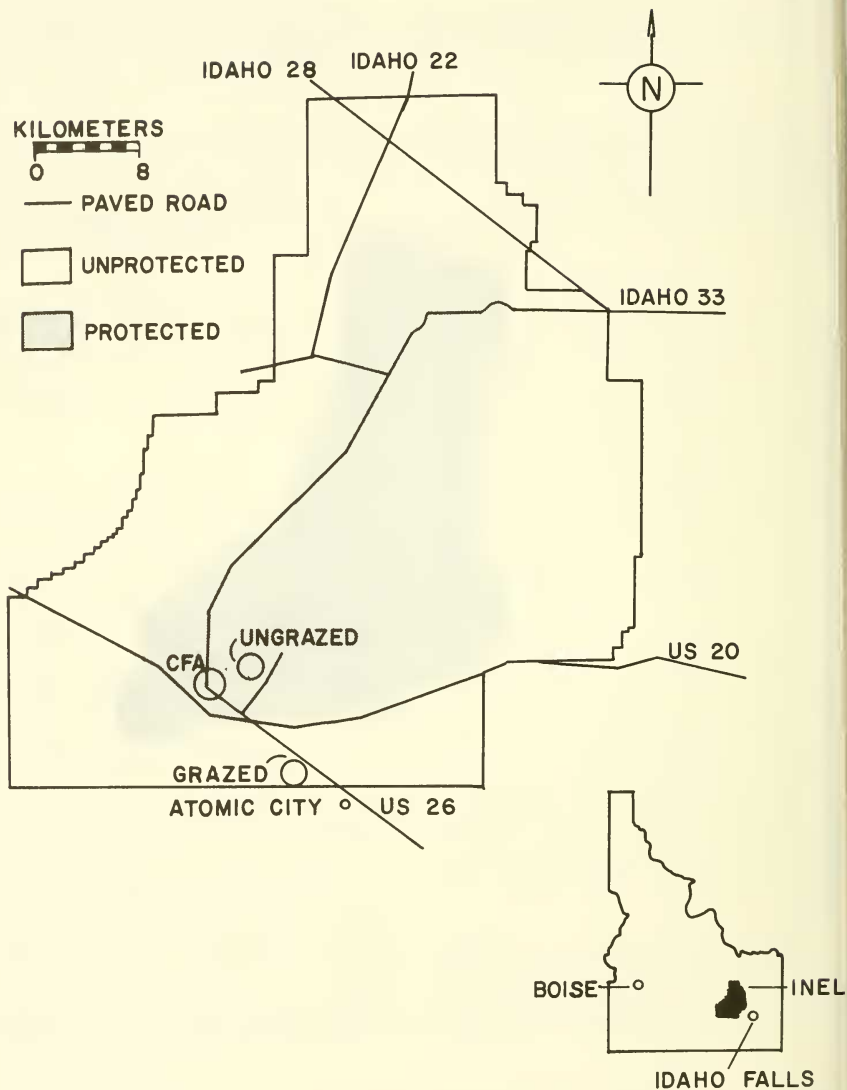 IDAHO 28
IDAHO 22
N
KILOMETERS
0 8
PAVED ROAD
UNPROTECTED
PROTECTED
IDAHO 33
UNGRAZED
CFA
US 20
GRAZED
ATOMIC CITY
US 26
BOISE
INEL
IDAHO FALLS